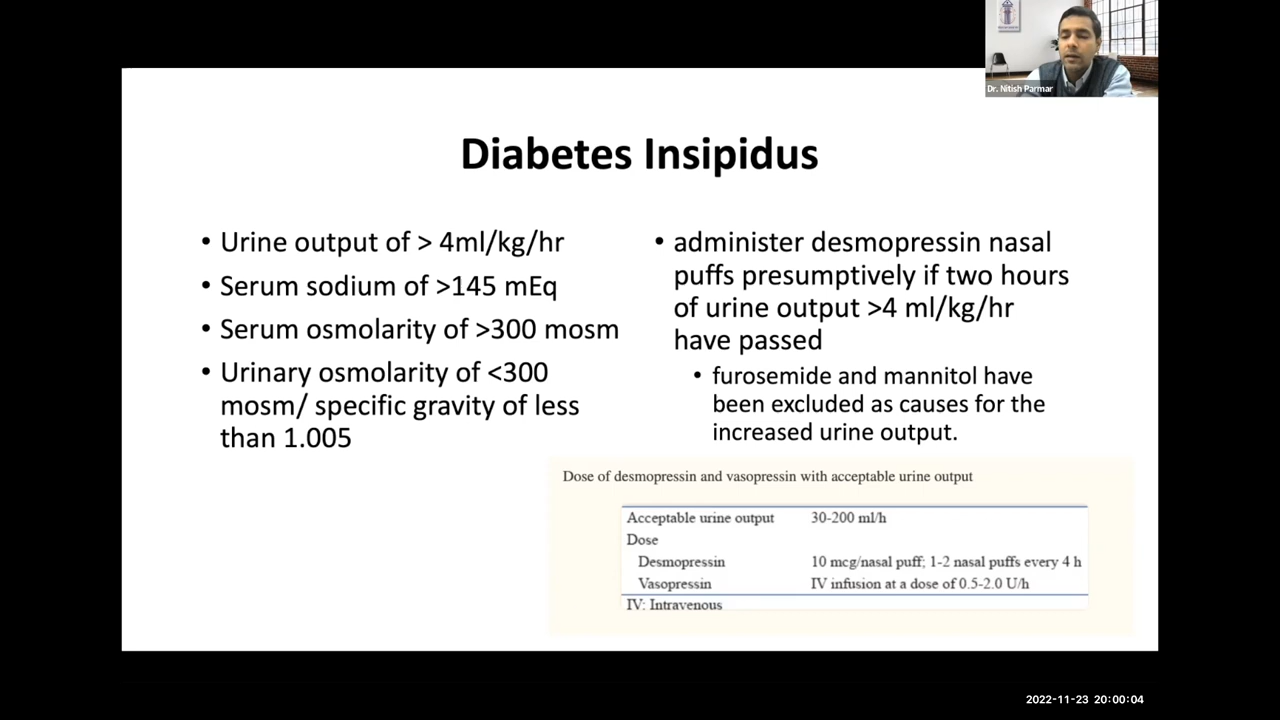 Dr. Nitish Parmar
Diabetes Insipidus
• Urine output of > 4ml/kg/hr
• Serum sodium of >145 mEq
• Serum osmolarity of >300 mosm
• Urinary osmolarity of <300
mosm/ specific gravity of less
than 1.005
• administer desmopressin nasal
puffs presumptively if two hours
of urine output >4 ml/kg/hr
have passed
• furosemide and mannitol have
been excluded as causes for the
increased urine output.
Dose of desmopressin and vasopressin with acceptable urine output
Acceptable urine output 30-200 ml/h
Dose
Desmopressin 10 mcg/nasal puff; 1-2 nasal puffs every 4 h
Vasopressin IV infusion at a dose of 0.5-2.0 U/h
IV: Intravenous
2022-11-23 20:00:04